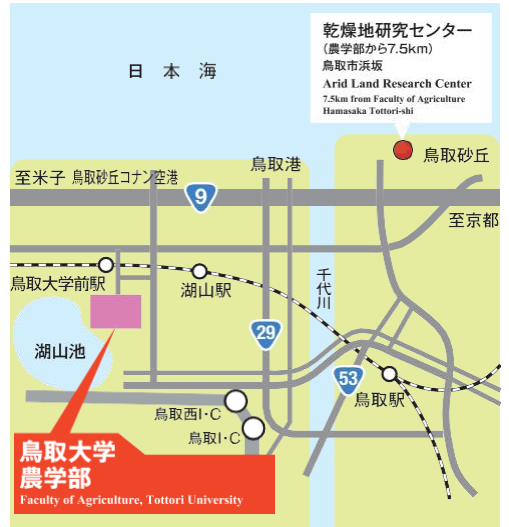 乾燥地研究センター
（農学部から7.5km）
鳥取市浜坂
Arid Land Research Center
7.5km from Faculty of Agriculture
Hamasaka Tottori-shi
日本海
鳥取砂丘
鳥取港
至米子 鳥取砂丘コナン空港
9
至京都
鳥取大学前駅
湖山駅
千代川
湖山池
29
53
鳥取駅
鳥取西I・C
鳥取I・C
鳥取大学
農学部
Faculty of Agriculture, Tottori University